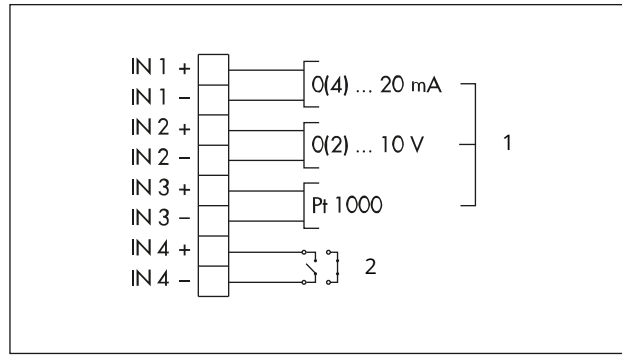 IN 1 +
0(4) ... 20 mA
IN 1 –
IN 2 +
0(2) ... 10 V
1
IN 2 –
IN 3 +
Pt 1000
IN 3 –
IN 4 +
2
IN 4 –